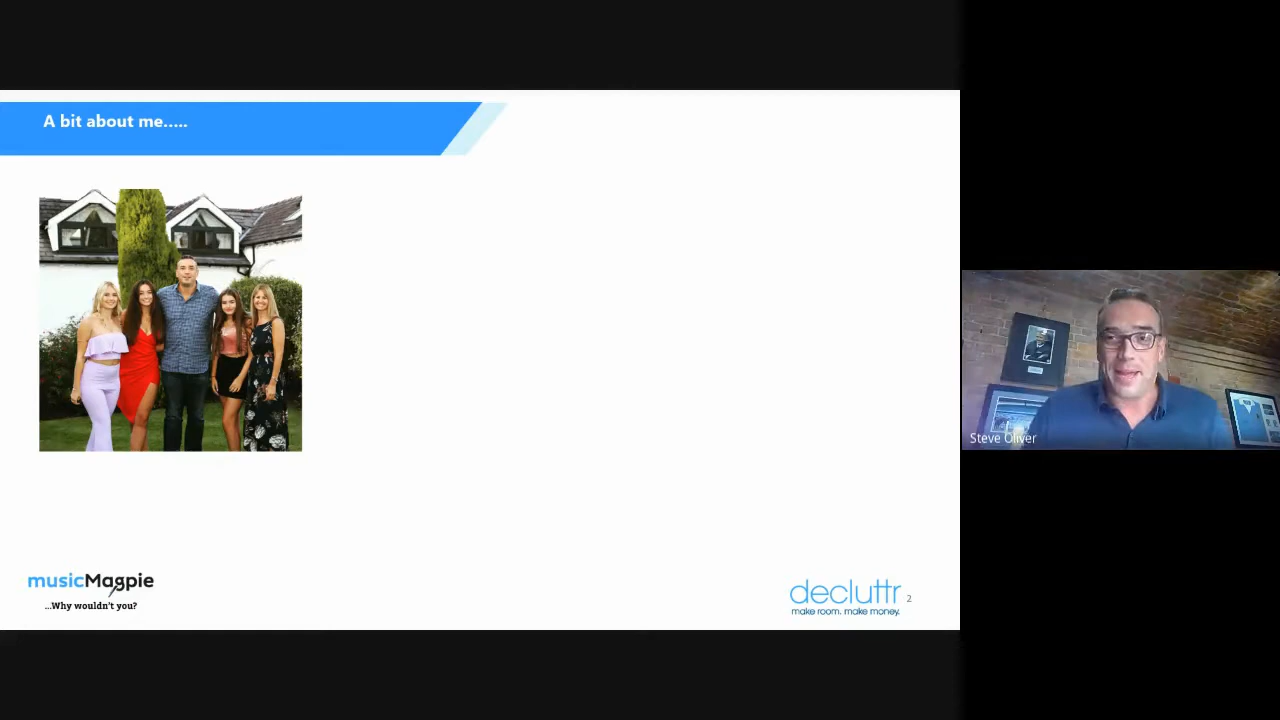 A bit about me.....
musicMagpie
...Why wouldn't you?
decluttr
make room. make money.
2
Steve Oliver